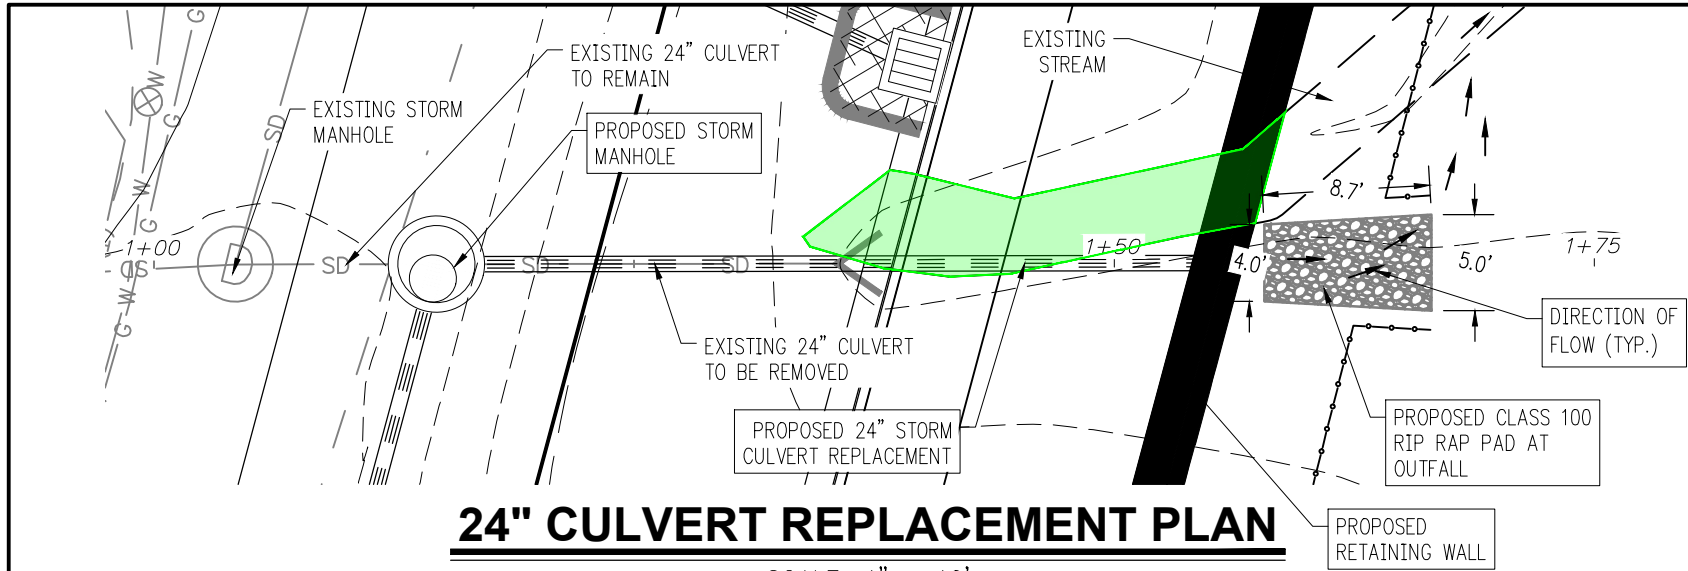 EXISTING 24" CULVERT
TO REMAIN
EXISTING STORM
MANHOLE
PROPOSED STORM
MANHOLE
EXISTING
STREAM
G
G
W
G
W
G
W
G
W
SD
SD
SD
SD
SD
D
1+00
1+50
1+75
8.7'
4.0'
5.0'
EXISTING 24" CULVERT
TO BE REMOVED
PROPOSED 24" STORM
CULVERT REPLACEMENT
DIRECTION OF
FLOW (TYP.)
PROPOSED CLASS 100
RIP RAP PAD AT
OUTFALL
PROPOSED
RETAINING WALL
24" CULVERT REPLACEMENT PLAN